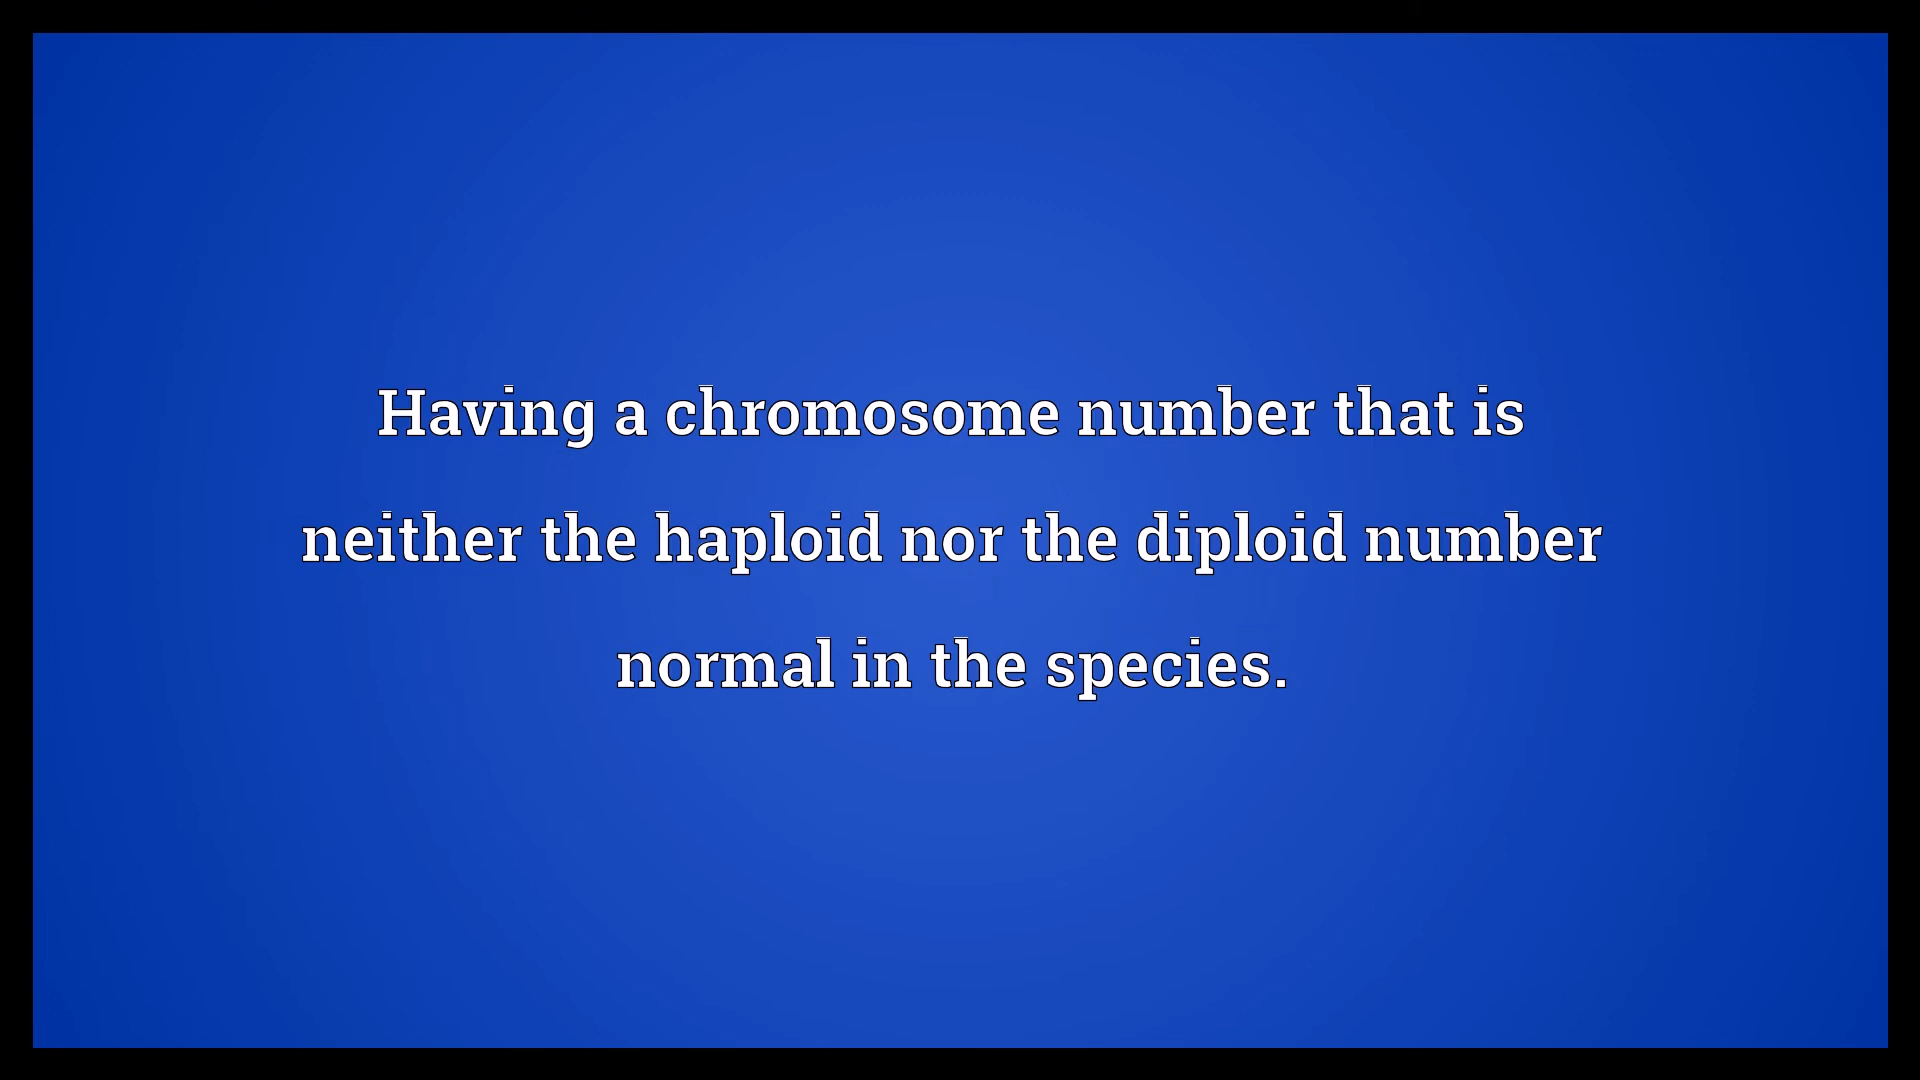 Having a chromosome number that is
neither the haploid nor the diploid number
normal in the species.